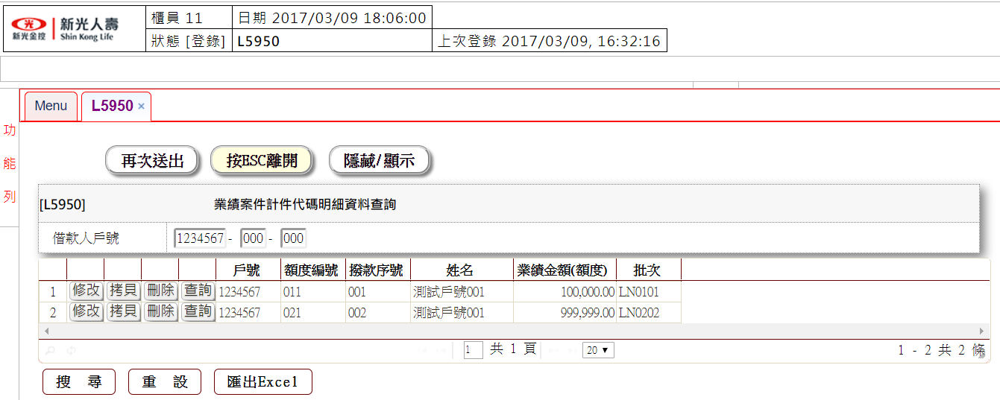 新光金控 新光人壽 Shin Kong Life
櫃員 11 日期 2017/03/09 18:06:00
狀態 [登錄] L5950 上次登錄 2017/03/09, 16:32:16
Menu L5950 ×
功
能
列
再次送出 按ESC離開 隱藏/顯示
[L5950] 業績案件計件代碼明細資料查詢
借款人戶號 1234567 - 000 - 000
戶號 額度編號 撥款序號 姓名 業績金額(額度) 批次
1 修改 拷貝 刪除 查詢 1234567 011 001 測試戶號001 100,000.00 LN0101
2 修改 拷貝 刪除 查詢 1234567 021 002 測試戶號001 999,999.00 LN0202
1 共 1 頁 20 1 - 2 共 2 條
搜 尋 重 設 匯出Excel